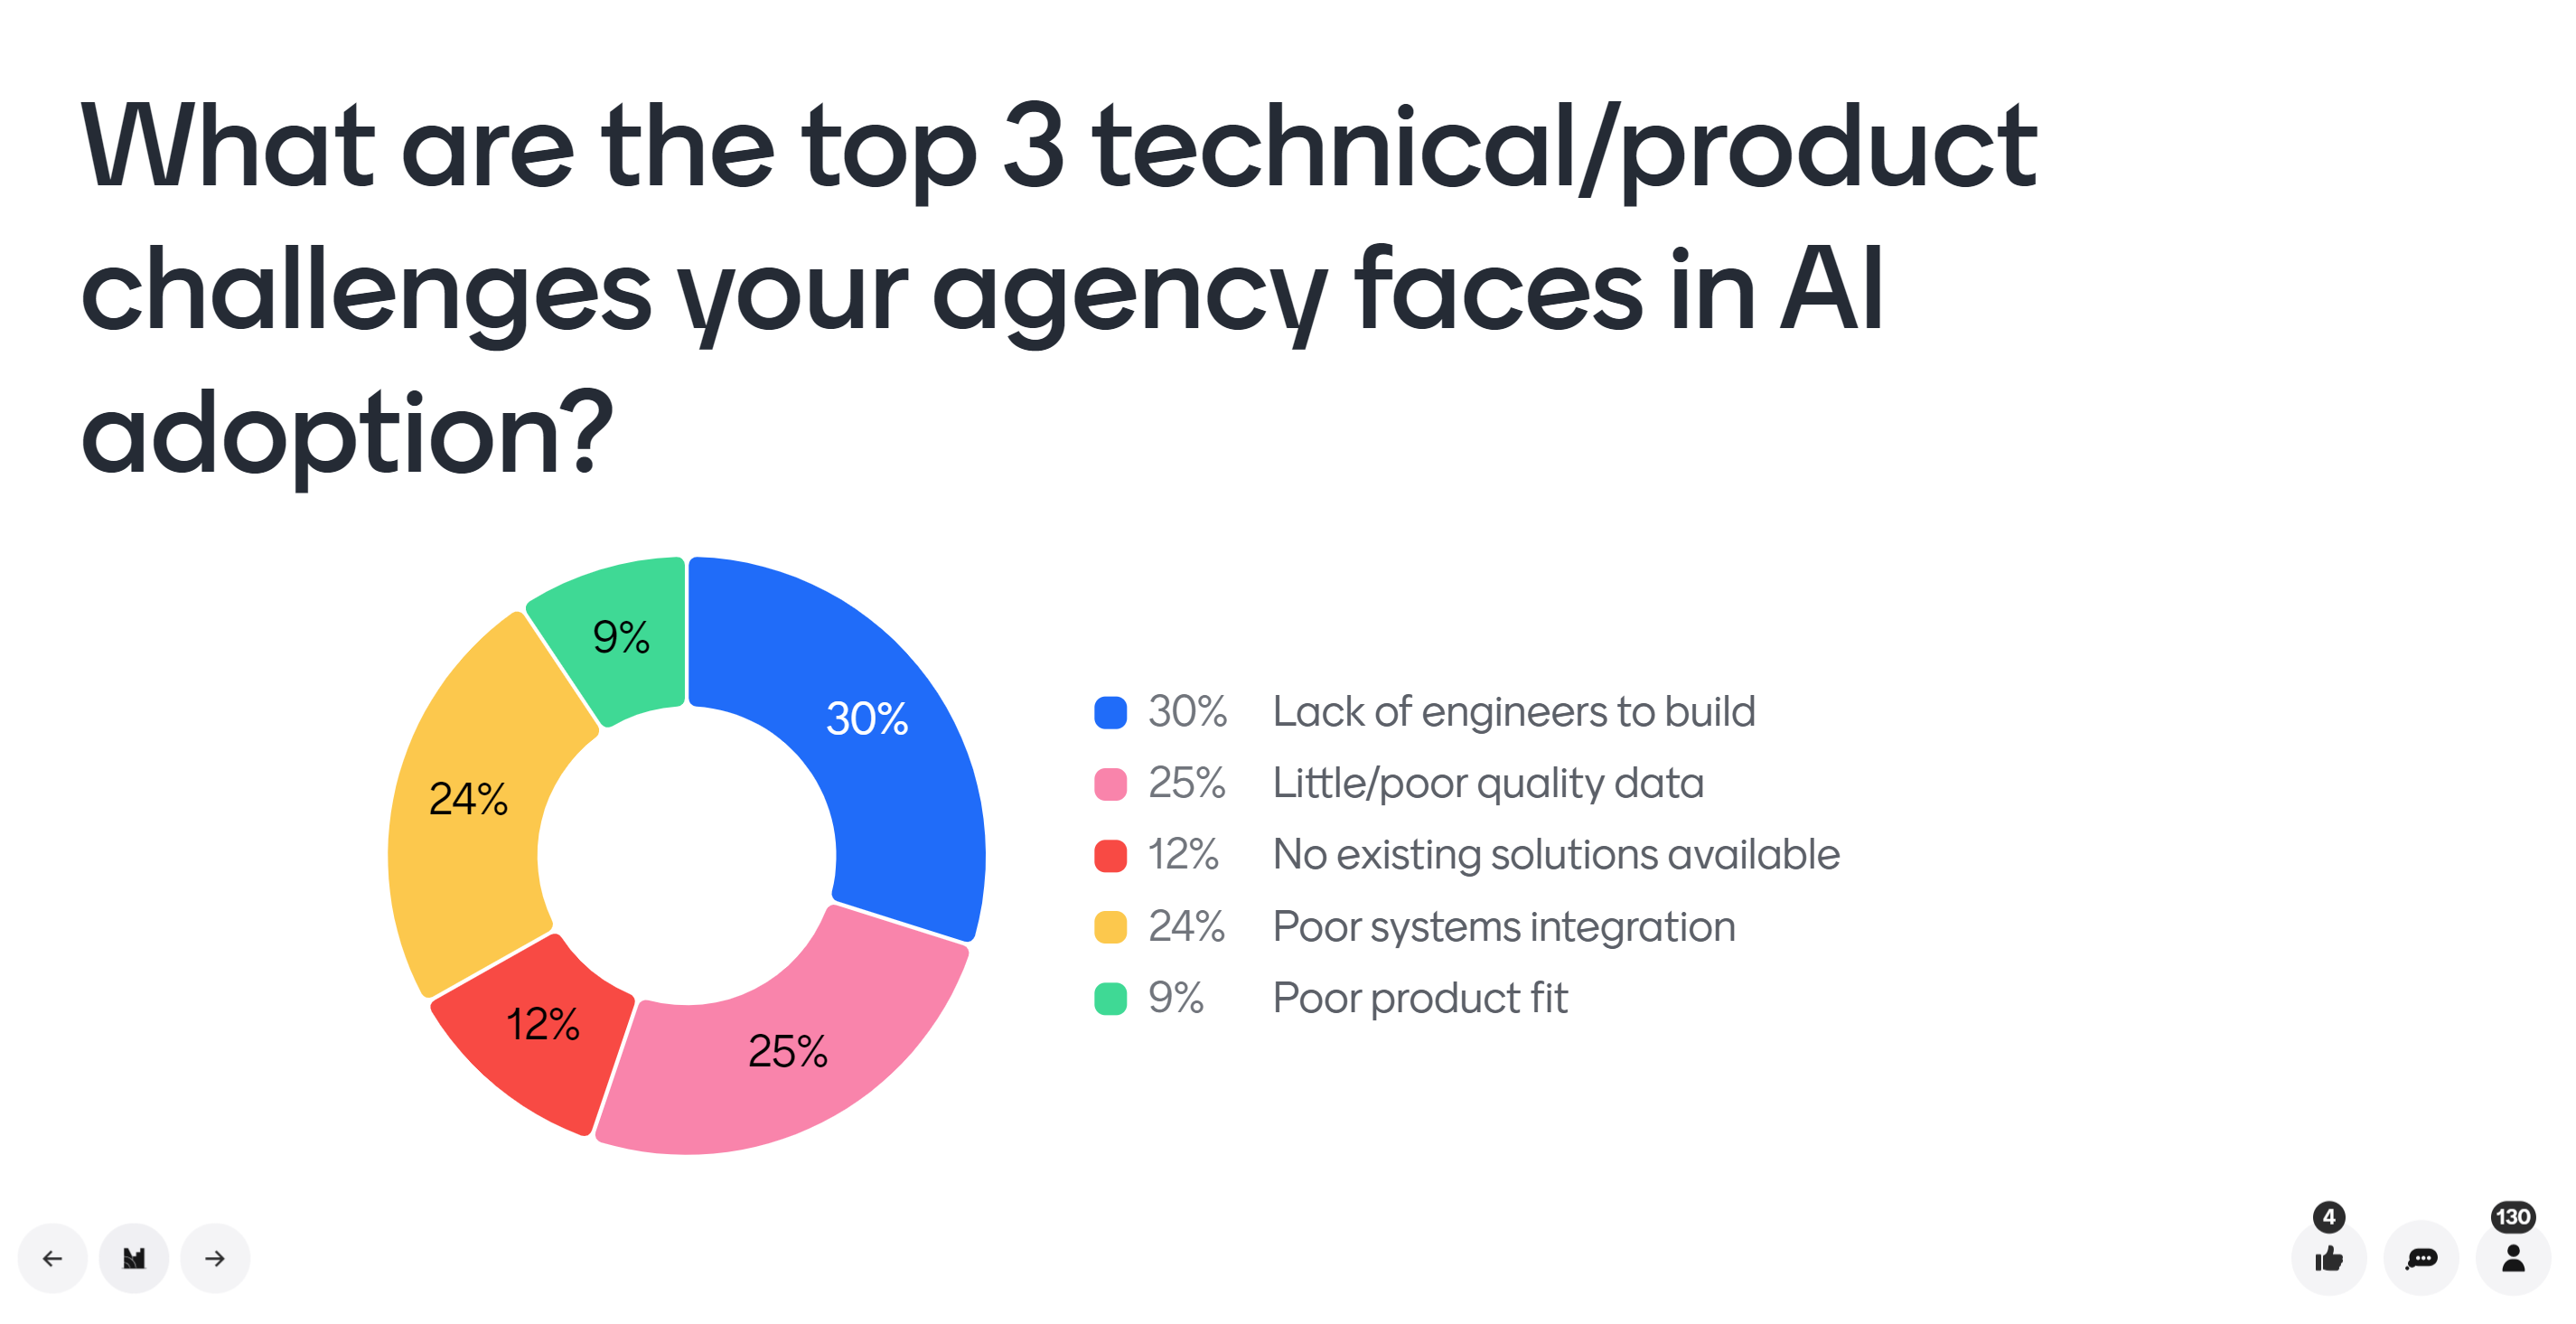 What are the top 3 technical/product
challenges your agency faces in AI
adoption?
9%
30%
24%
12%
25%
30% Lack of engineers to build
25% Little/poor quality data
12% No existing solutions available
24% Poor systems integration
9% Poor product fit
4
130